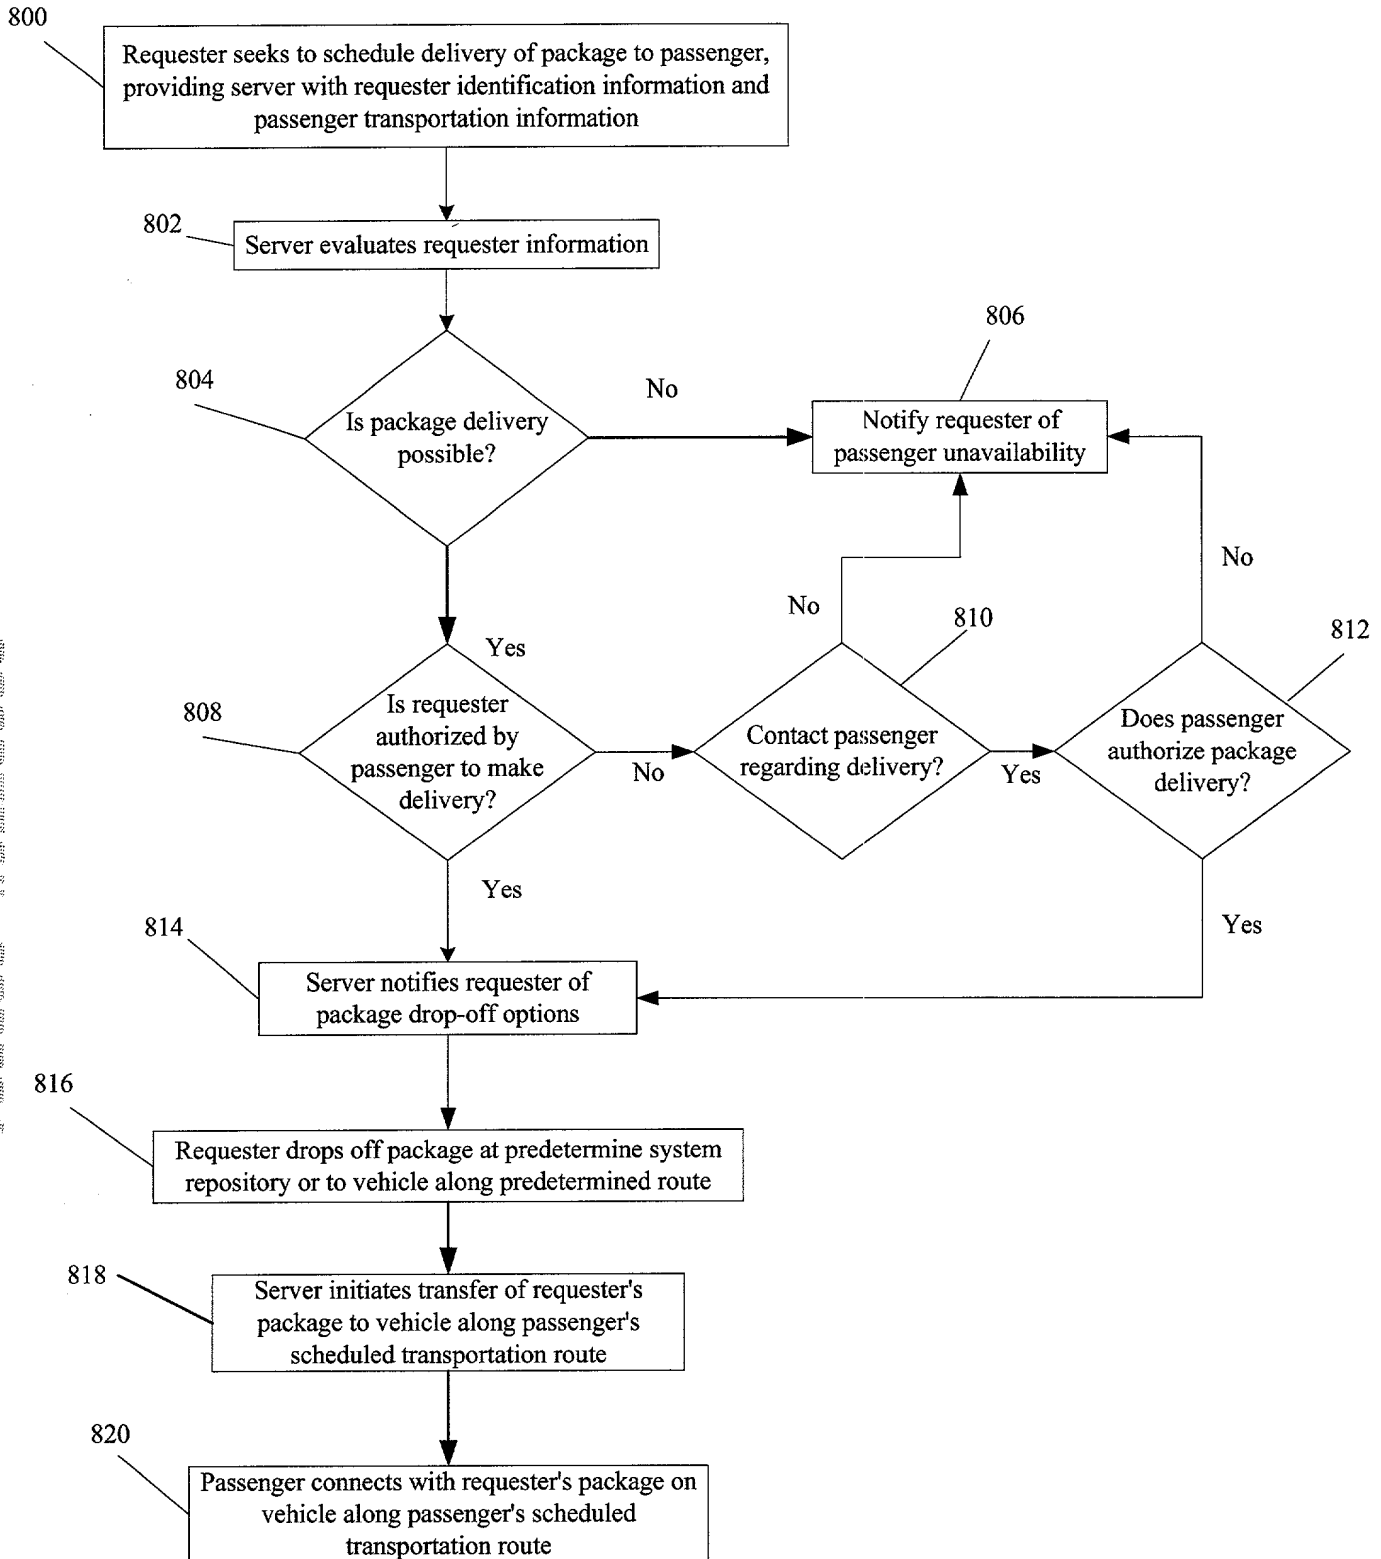 800
Requester seeks to schedule delivery of package to passenger,
providing server with requester identification information and
passenger transportation information
802
Server evaluates requester information
804
Is package delivery
possible?
No
806
Notify requester of
passenger unavailability
Yes
808
Is requester
authorized by
passenger to make
delivery?
No
No
810
Contact passenger
regarding delivery?
Yes
No
812
Does passenger
authorize package
delivery?
Yes
Yes
814
Server notifies requester of
package drop-off options
816
Requester drops off package at predetermine system
repository or to vehicle along predetermined route
818
Server initiates transfer of requester's
package to vehicle along passenger's
scheduled transportation route
820
Passenger connects with requester's package on
vehicle along passenger's scheduled
transportation route